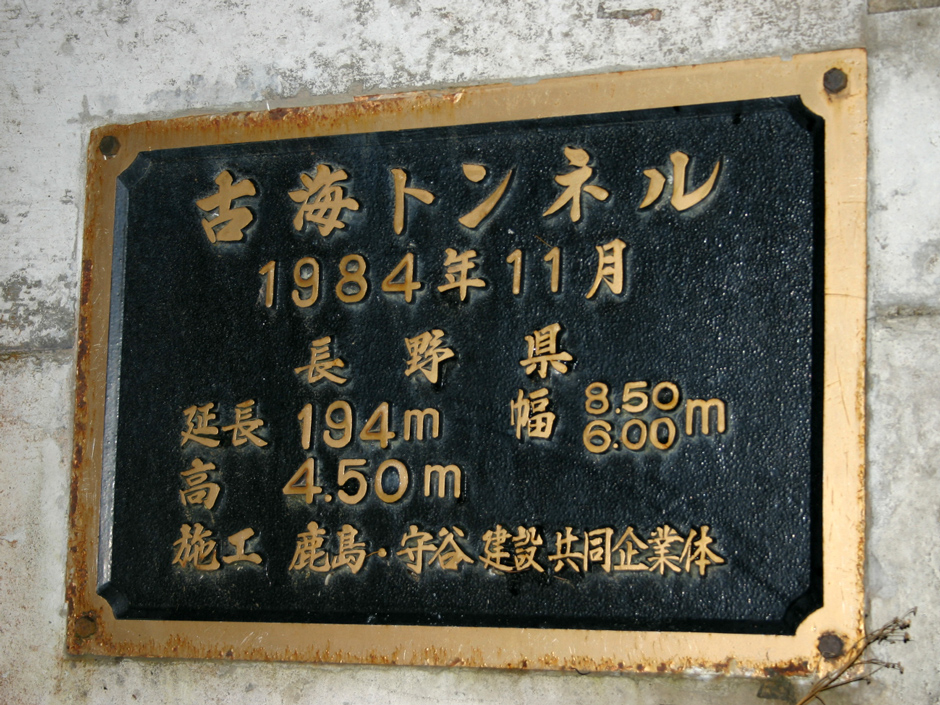 古海トンネル
1984年11月
長野県
延長 194m 幅 8.50 6.00 m
高 4.50m
施工 鹿島・守谷建設共同企業体